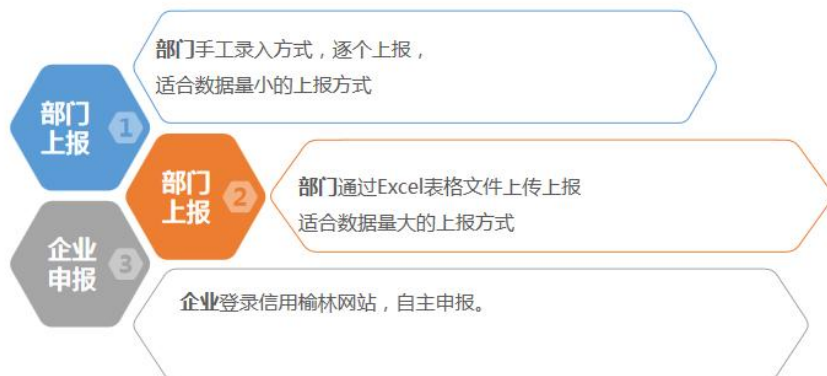 部门手工录入方式，逐个上报，
适合数据量小的上报方式
部门
上报
1
部门
上报
2
部门通过Excel表格文件上传上报
适合数据量大的上报方式
企业
申报
3
企业登录信用榆林网站，自主申报。